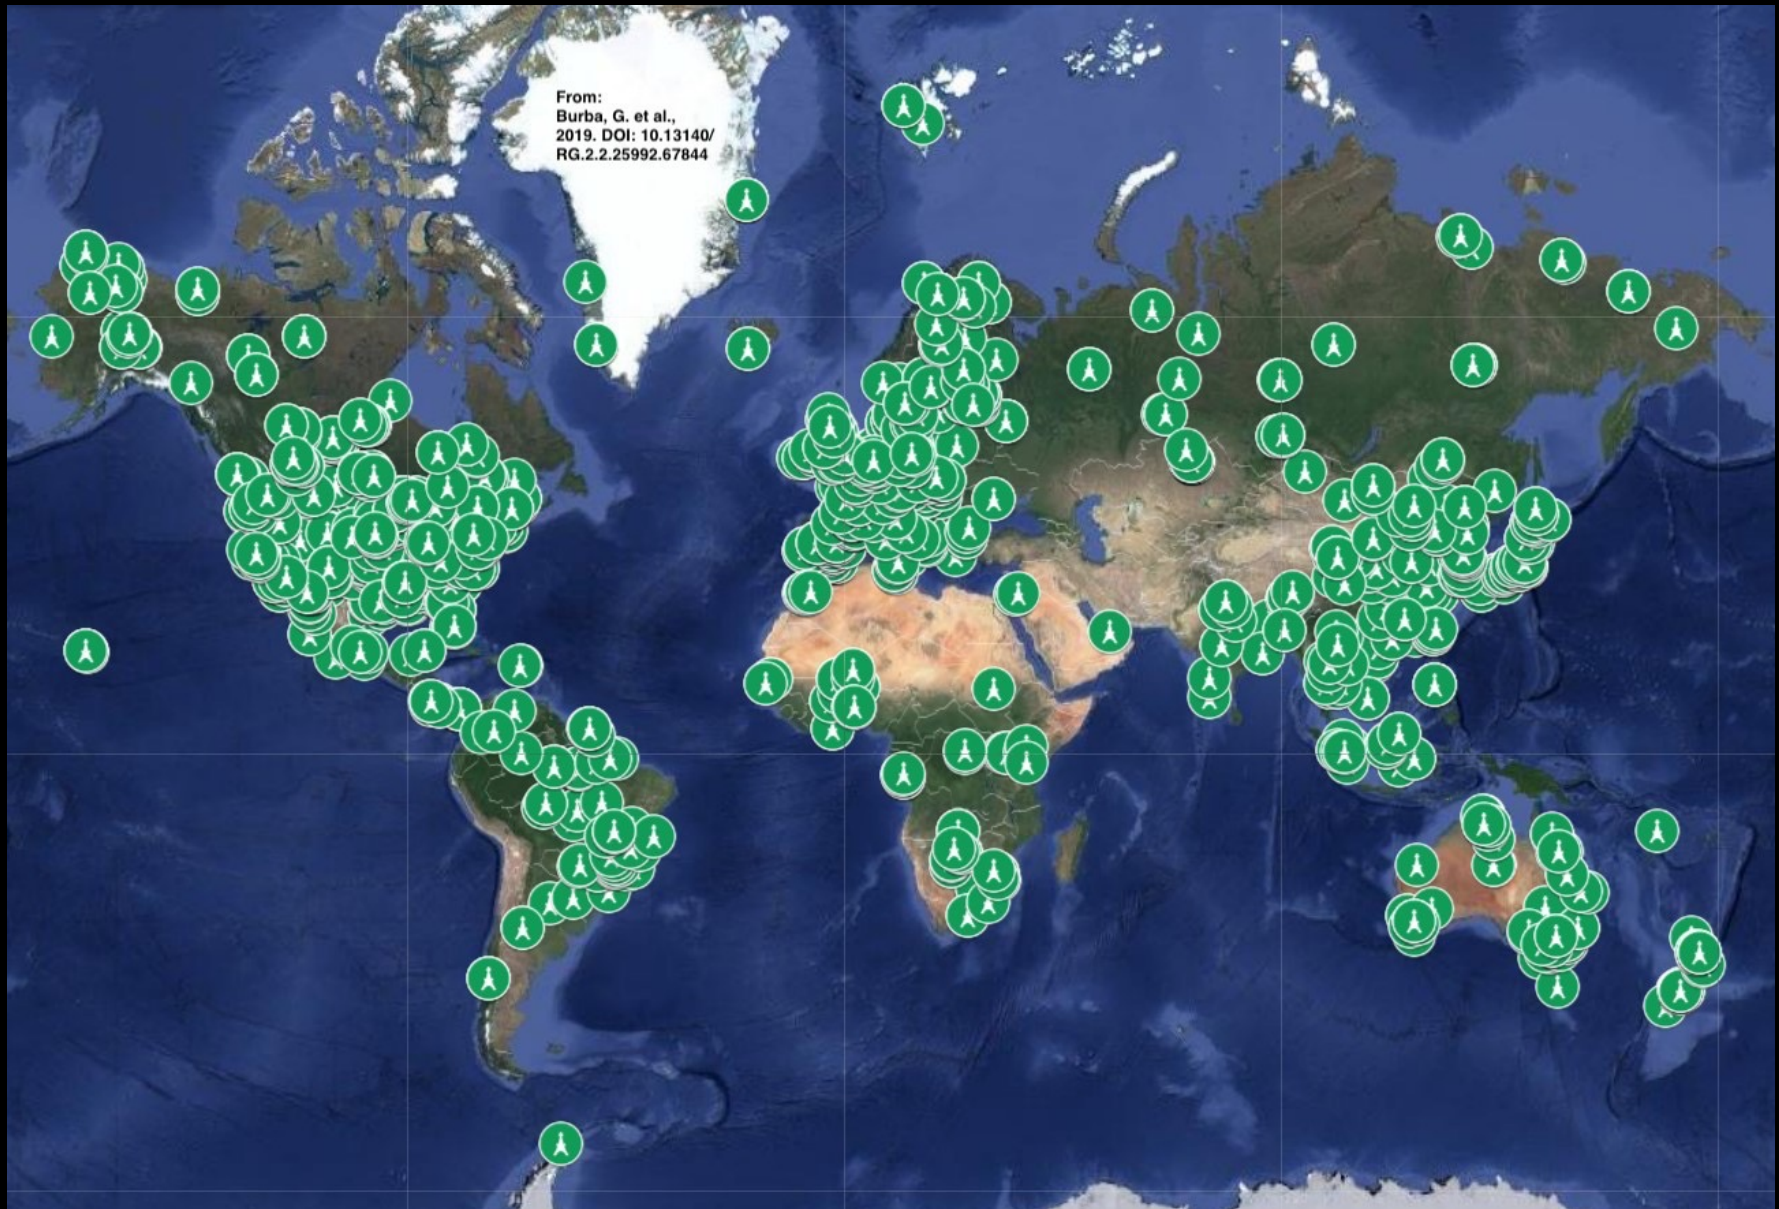 From:
Burba, G. et al.,
2019. DOI: 10.13140/
RG.2.2.25992.67844